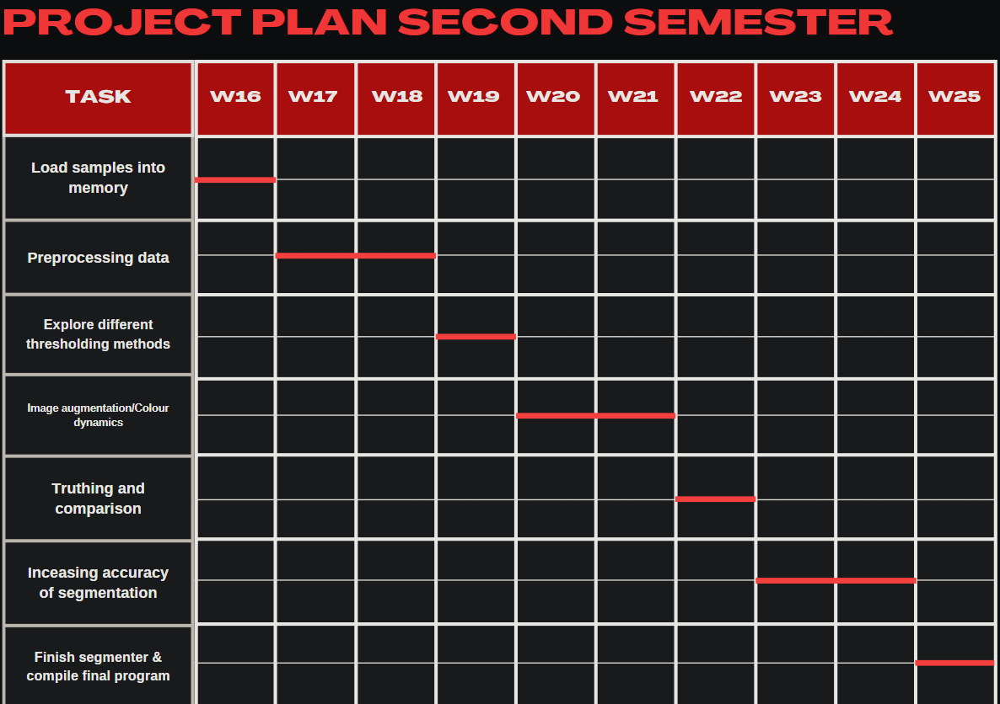 PROJECT PLAN SECOND SEMESTER
TASK W16 W17 W18 W19 W20 W21 W22 W23 W24 W25
Load samples into
memory
Preprocessing data
Explore different
thresholding methods
Image augmentation/Colour
dynamics
Truthing and
comparison
Inceasing accuracy
of segmentation
Finish segmenter &
compile final program